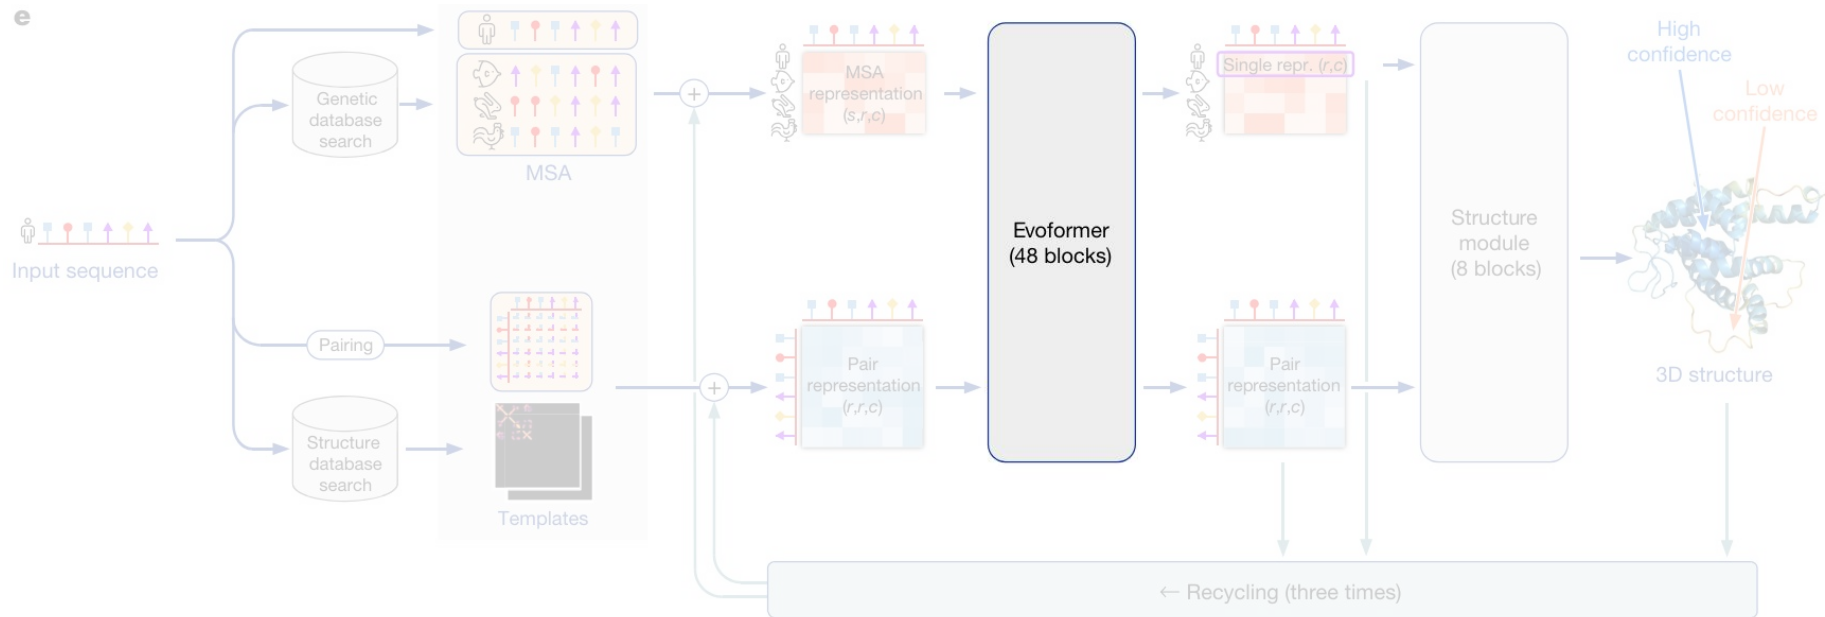 e
High
confidence
Low
confidence
Genetic
database
search
MSA
MSA
representation
(s,r,c)
Single repr. (r,c)
Input sequence
Evoformer
(48 blocks)
Structure
module
(8 blocks)
Pairing
Pair
representation
(r,r,c)
Pair
representation
(r,r,c)
3D structure
Structure
database
search
Templates
← Recycling (three times)